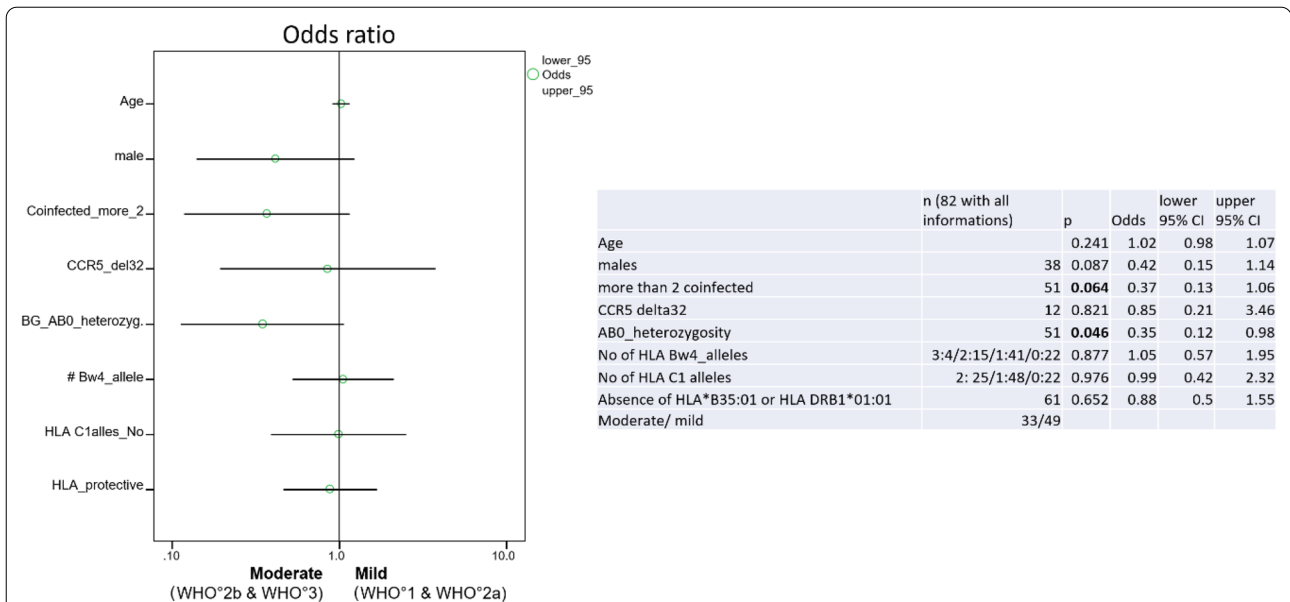 Odds ratio
lower_95
Odds
upper_95
Age
male
Coinfected_more_2
CCR5_del32
BG_AB0_heterozyg.
# Bw4_allele
HLA C1alles_No
HLA_protective
.10 1.0 10.0
Moderate Mild
(WHO°2b & WHO°3) (WHO°1 & WHO°2a)
n (82 with all informations) p Odds lower 95% CI upper 95% CI
Age 0.241 1.02 0.98 1.07
males 38 0.087 0.42 0.15 1.14
more than 2 coinfected 51 0.064 0.37 0.13 1.06
CCR5 delta32 12 0.821 0.85 0.21 3.46
AB0_heterozygosity 51 0.046 0.35 0.12 0.98
No of HLA Bw4_alleles 3:4/2:15/1:41/0:22 0.877 1.05 0.57 1.95
No of HLA C1 alleles 2: 25/1:48/0:22 0.976 0.99 0.42 2.32
Absence of HLA*B35:01 or HLA DRB1*01:01 61 0.652 0.88 0.5 1.55
Moderate/ mild 33/49